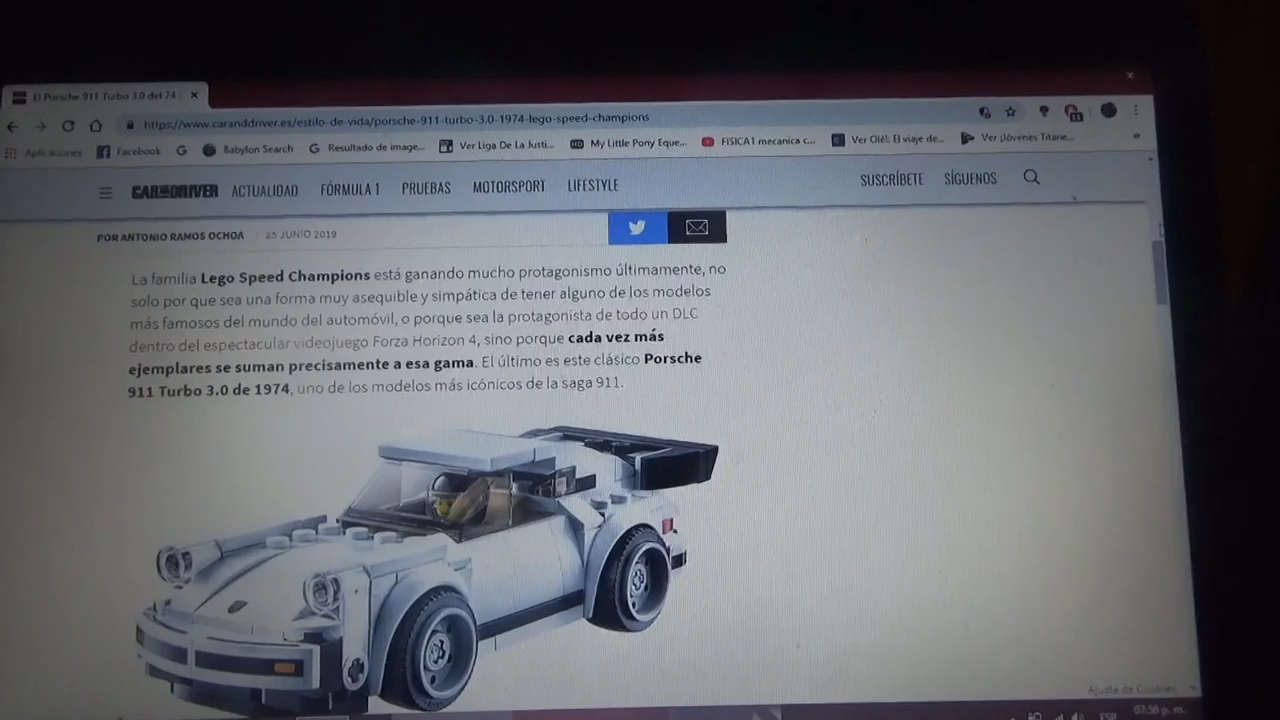 El Porsche 911 Turbo 3.0 del 74
https://www.caranddriver.es/estilo-de-vida/porsche-911-turbo-3.0-1974-lego-speed-champions
Aplicaciones Facebook Babylon Search Resultado de image... Ver Liga De La Justi... My Little Pony Eque... FISICA1 mecanica c... Ver Olé!: El viaje de... Ver ¡Jóvenes Titane...
CAR AND DRIVER ACTUALIDAD FÓRMULA 1 PRUEBAS MOTORSPORT LIFESTYLE SUSCRÍBETE SÍGUENOS
POR ANTONIO RAMOS OCHOA 25 JUNIO 2019
La familia Lego Speed Champions está ganando mucho protagonismo últimamente, no
solo por que sea una forma muy asequible y simpática de tener alguno de los modelos
más famosos del mundo del automóvil, o porque sea la protagonista de todo un DLC
dentro del espectacular videojuego Forza Horizon 4, sino porque cada vez más
ejemplares se suman precisamente a esa gama. El último es este clásico Porsche
911 Turbo 3.0 de 1974, uno de los modelos más icónicos de la saga 911.
Ajuste de Cookies
ESP 07:56 p. m.